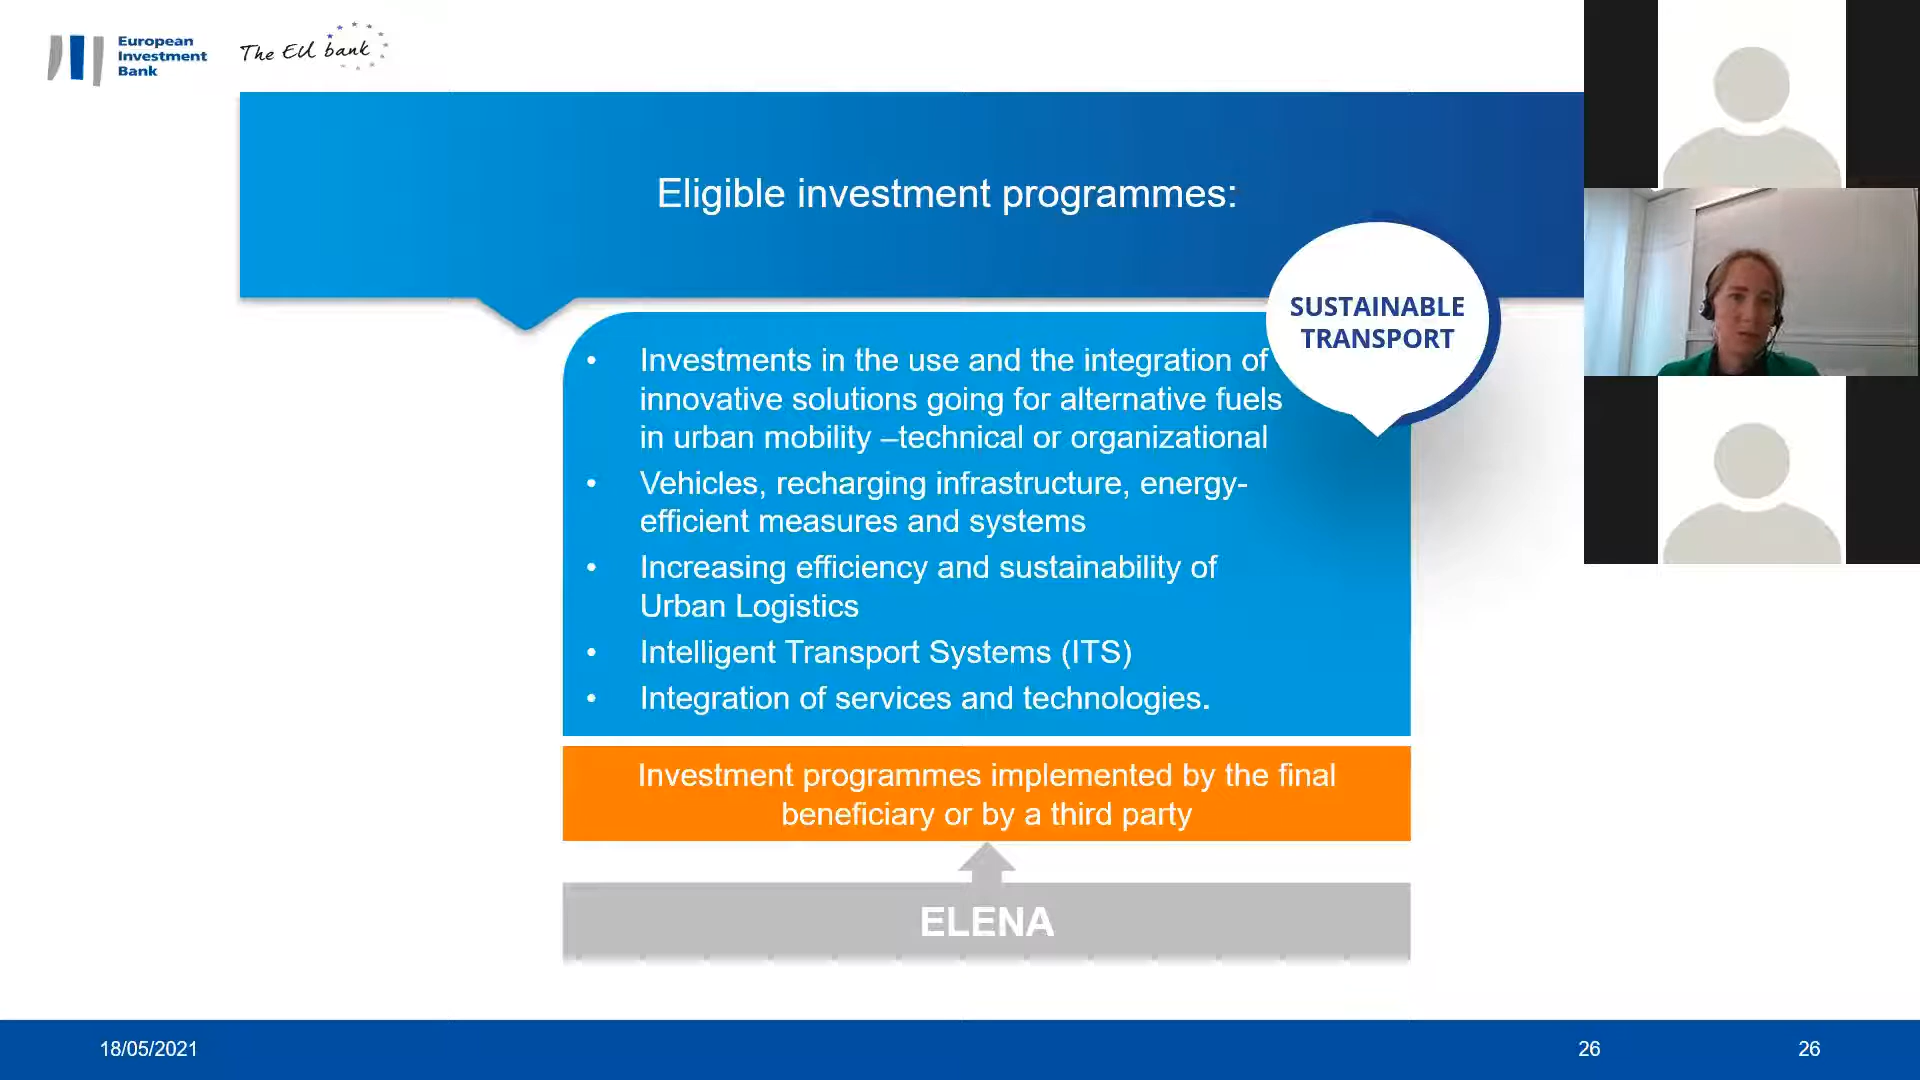 European
Investment
Bank
The EU bank
Eligible investment programmes:
SUSTAINABLE
TRANSPORT
• Investments in the use and the integration of
innovative solutions going for alternative fuels
in urban mobility –technical or organizational
• Vehicles, recharging infrastructure, energy-
efficient measures and systems
• Increasing efficiency and sustainability of
Urban Logistics
• Intelligent Transport Systems (ITS)
• Integration of services and technologies.
Investment programmes implemented by the final
beneficiary or by a third party
ELENA
18/05/2021
26
26